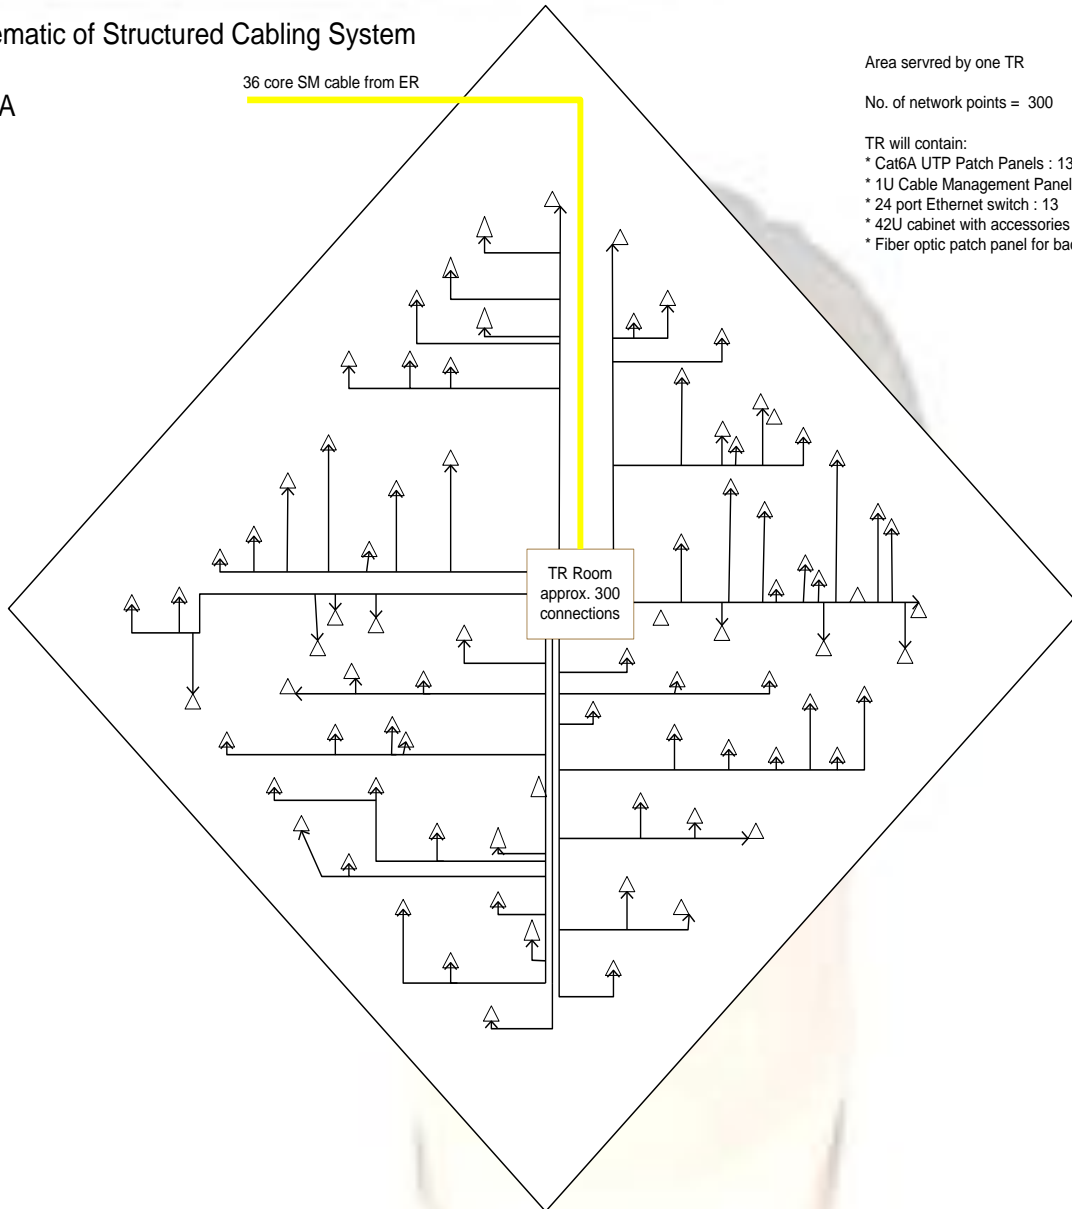 ematic of Structured Cabling System
36 core SM cable from ER
A
Area servred by one TR
No. of network points = 300
TR will contain:
* Cat6A UTP Patch Panels : 13
* 1U Cable Management Panel
* 24 port Ethernet switch : 13
* 42U cabinet with accessories
* Fiber optic patch panel for bac
TR Room
approx. 300
connections